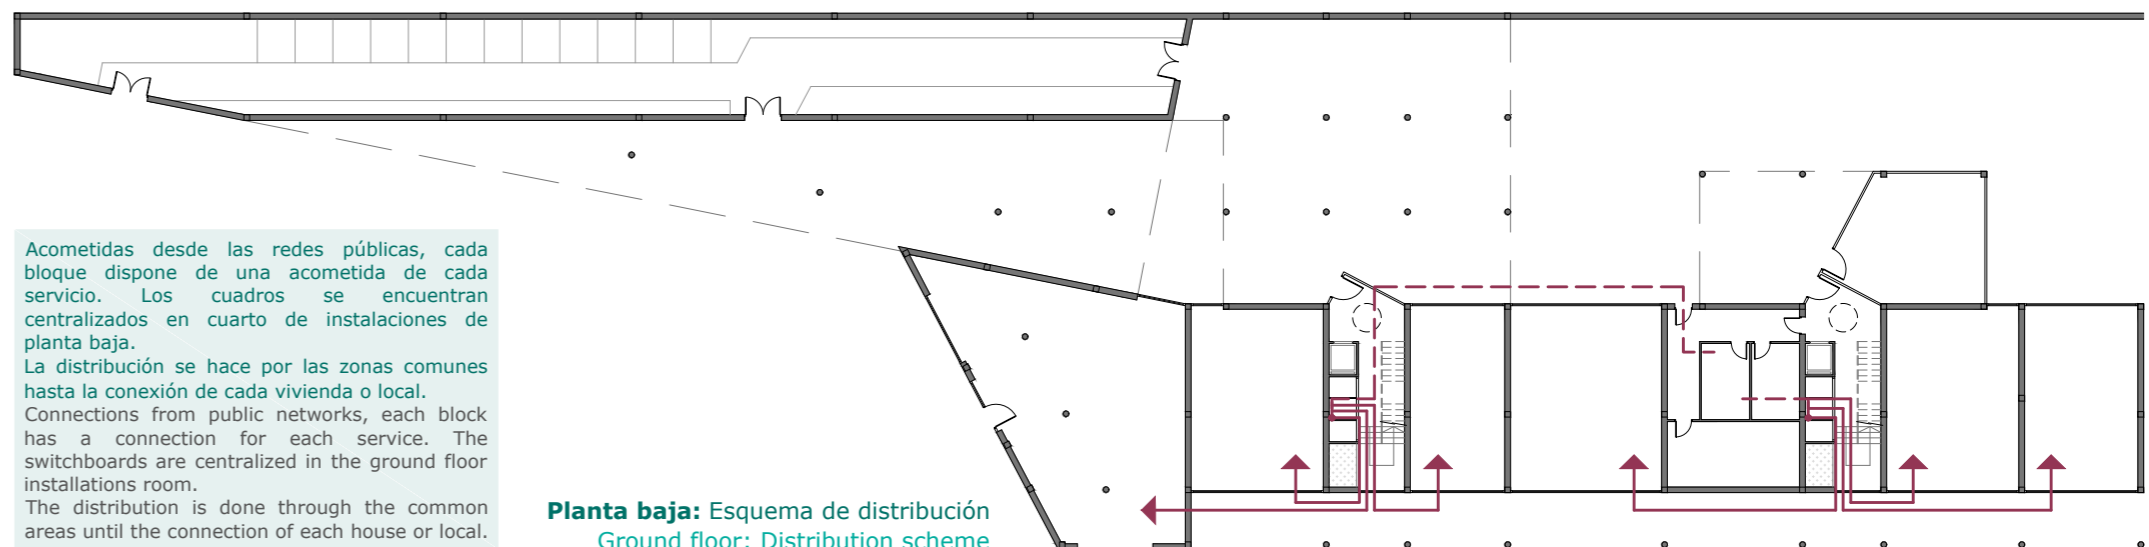 Acometidas desde las redes públicas, cada
bloque dispone de una acometida de cada
servicio. Los cuadros se encuentran
centralizados en cuarto de instalaciones de
planta baja.
La distribución se hace por las zonas comunes
hasta la conexión de cada vivienda o local.
Connections from public networks, each block
has a connection for each service. The
switchboards are centralized in the ground floor
installations room.
The distribution is done through the common
areas until the connection of each house or local.
Planta baja: Esquema de distribución
Ground floor: Distribution scheme